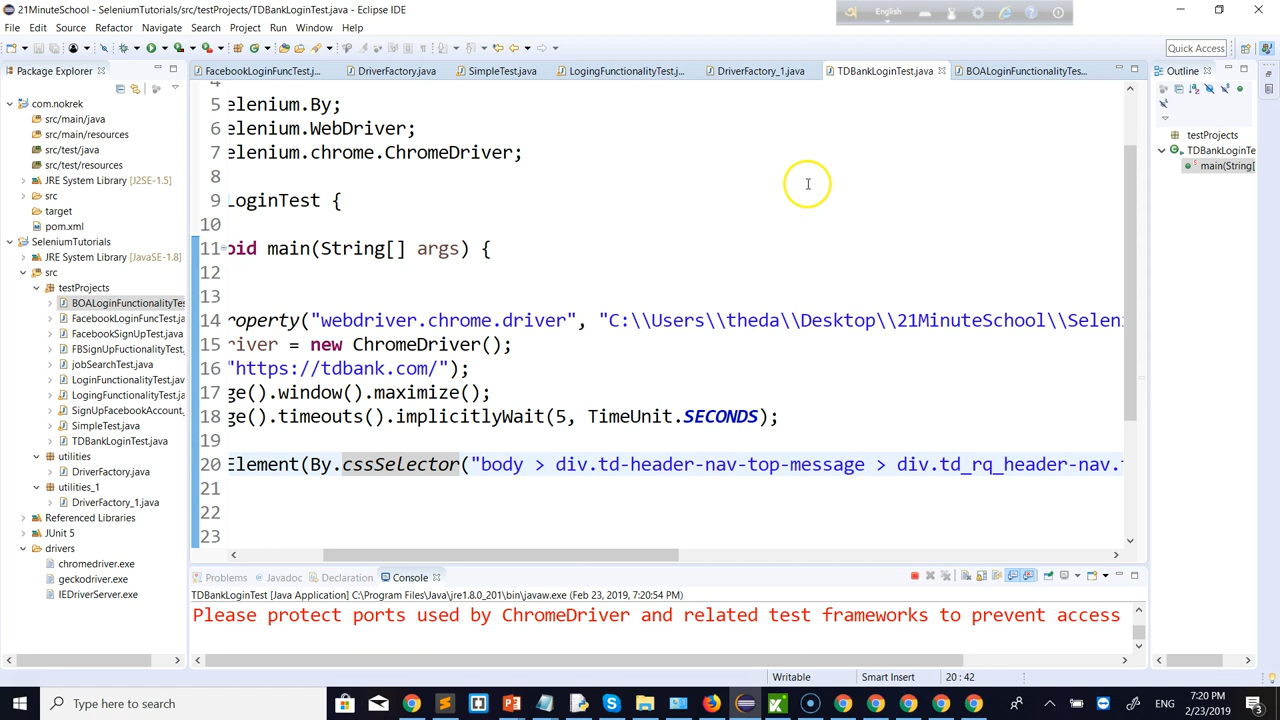 21MinuteSchool - SeleniumTutorials/src/testProjects/TDBankLoginTest.java - Eclipse IDE
English
File Edit Source Refactor Navigate Search Project Run Window Help
Quick Access
Package Explorer
FacebookLoginFuncTest.j...
DriverFactory.java
SimpleTest.java
LogingFunctionalityTest.j...
DriverFactory_1.java
TDBankLoginTest.java
BOALoginFunctionalityTes...
Outline
com.nokrek
src/main/java
src/main/resources
src/test/java
src/test/resources
JRE System Library [J2SE-1.5]
src
target
pom.xml
SeleniumTutorials
JRE System Library [JavaSE-1.8]
src
testProjects
BOALoginFunctionalityTes
FacebookLoginFuncTest.ja
FacebookSignUpTest.java
FBSignUpFuctionalityTest
jobSearchTest.java
LoginFunctionalityTest.jav
LogingFunctionalityTest.ja
SignUpFacebookAccount.
SimpleTest.java
TDBankLoginTest.java
utilities
DriverFactory.java
utilities_1
DriverFactory_1.java
Referenced Libraries
JUnit 5
drivers
chromedriver.exe
geckodriver.exe
IEDriverServer.exe
4
5 elenium.By;
6 elenium.WebDriver;
7 elenium.chrome.ChromeDriver;
8
9 LoginTest {
10
11 oid main(String[] args) {
12
13
14 roperty("webdriver.chrome.driver", "C:\\Users\\theda\\Desktop\\21MinuteSchool\\Seleni
15 river = new ChromeDriver();
16 "https://tdbank.com/");
17 ge().window().maximize();
18 ge().timeouts().implicitlyWait(5, TimeUnit.SECONDS);
19
20 Element(By.cssSelector("body > div.td-header-nav-top-message > div.td_rq_header-nav.t
21
22
23
testProjects
TDBankLoginTe
main(String[
Problems Javadoc Declaration Console
TDBankLoginTest [Java Application] C:\Program Files\Java\jre1.8.0_201\bin\javaw.exe (Feb 23, 2019, 7:20:54 PM)
Please protect ports used by ChromeDriver and related test frameworks to prevent access
Writable Smart Insert 20 : 42
Type here to search
ENG
7:20 PM
2/23/2019
3